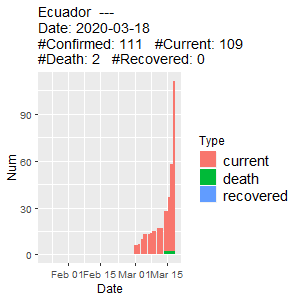 Ecuador  ---
Date: 2020-03-18
#Confirmed: 111   #Current: 109
#Death: 2   #Recovered: 0
90
60
30
0
Num
Feb 01 Feb 15 Mar 01 Mar 15
Date
Type
current
death
recovered